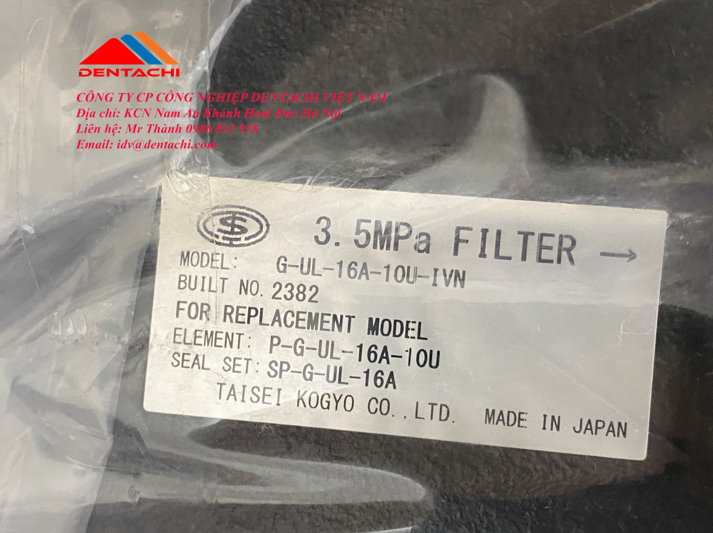 DENTACHI
CÔNG TY CP CÔNG NGHIỆP DENTACHI VIỆT NAM
Địa chỉ: KCN Nam An Khánh Hoài Đức Hà Nội
Liên hệ: Mr Thành
Email: idv@dentachi.com
3.5MPa FILTER →
MODEL: G-UL-16A-10U-IVN
BUILT NO. 2382
FOR REPLACEMENT MODEL
ELEMENT: P-G-UL-16A-10U
SEAL SET: SP-G-UL-16A
TAISEI KOGYO CO.,LTD. MADE IN JAPAN